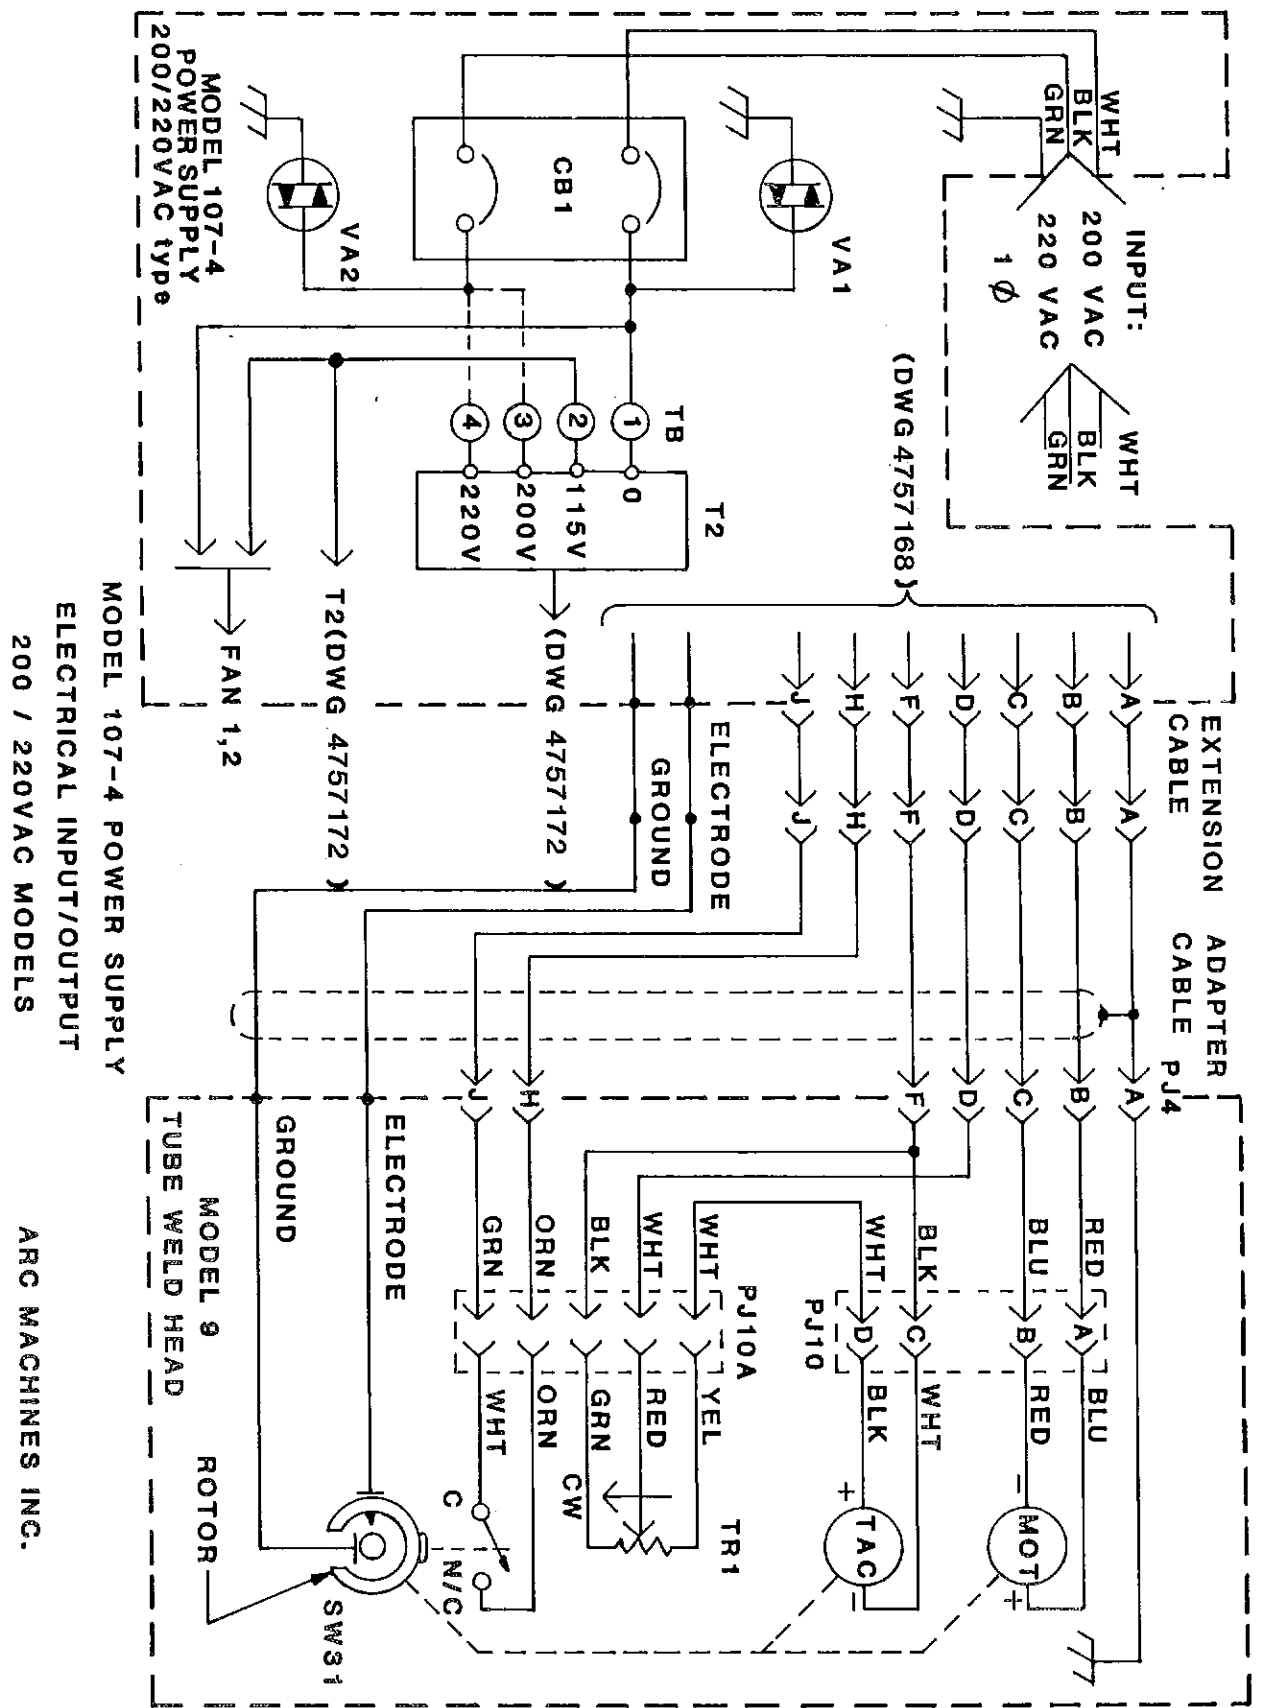 INPUT:
200 VAC
220 VAC
1 Ø
WHT
BLK
GRN
WHT
BLK
GRN
VA1
CB1
VA2
MODEL 107-4
POWER SUPPLY
200/220VAC type
TB
1
2
3
4
T2
0
115V
200V
220V
(DWG 4757168)
(DWG 4757172)
T2(DWG 4757172)
FAN 1,2
EXTENSION
CABLE
ADAPTER
CABLE
PJ4
A A A
B B B
C C C
D D D
F F F
H H H
J J J
ELECTRODE
GROUND
ELECTRODE
GROUND
RED
BLU
BLK
WHT
PJ10
A
B
C
D
BLU
RED
WHT
BLK
WHT
WHT
BLK
ORN
GRN
PJ10A
YEL
RED
GRN
ORN
WHT
- MOT +
+ TAC -
TR1
CW
C
N/C
SW31
ROTOR
MODEL 9
TUBE WELD HEAD
MODEL 107-4 POWER SUPPLY
ELECTRICAL INPUT/OUTPUT
200 / 220VAC MODELS
ARC MACHINES INC.